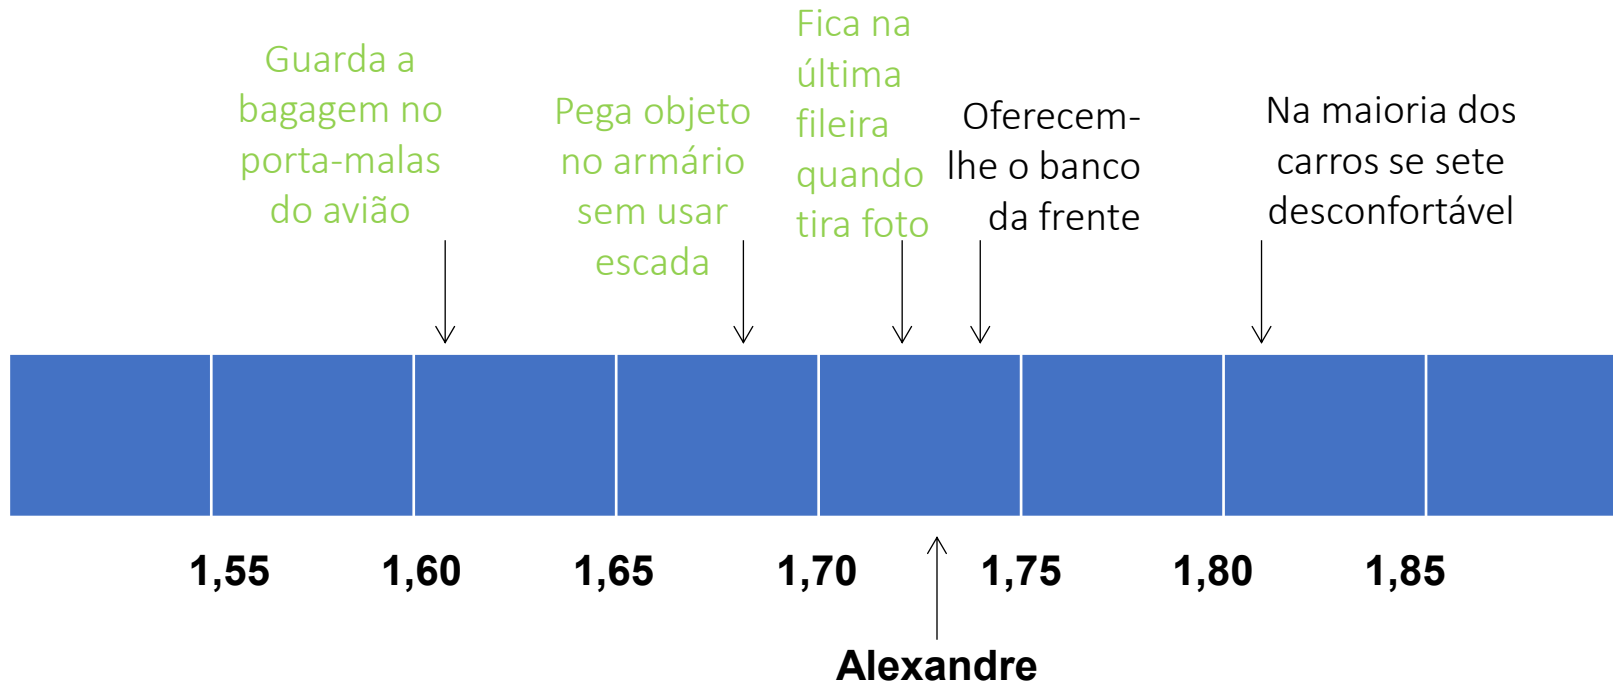 Guarda a
bagagem no
porta-malas
do avião
Pega objeto
no armário
sem usar
escada
Fica na
última
fileira
quando
tira foto
Oferecem-
lhe o banco
da frente
Na maioria dos
carros se sete
desconfortável
1,55
1,60
1,65
1,70
1,75
1,80
1,85
Alexandre